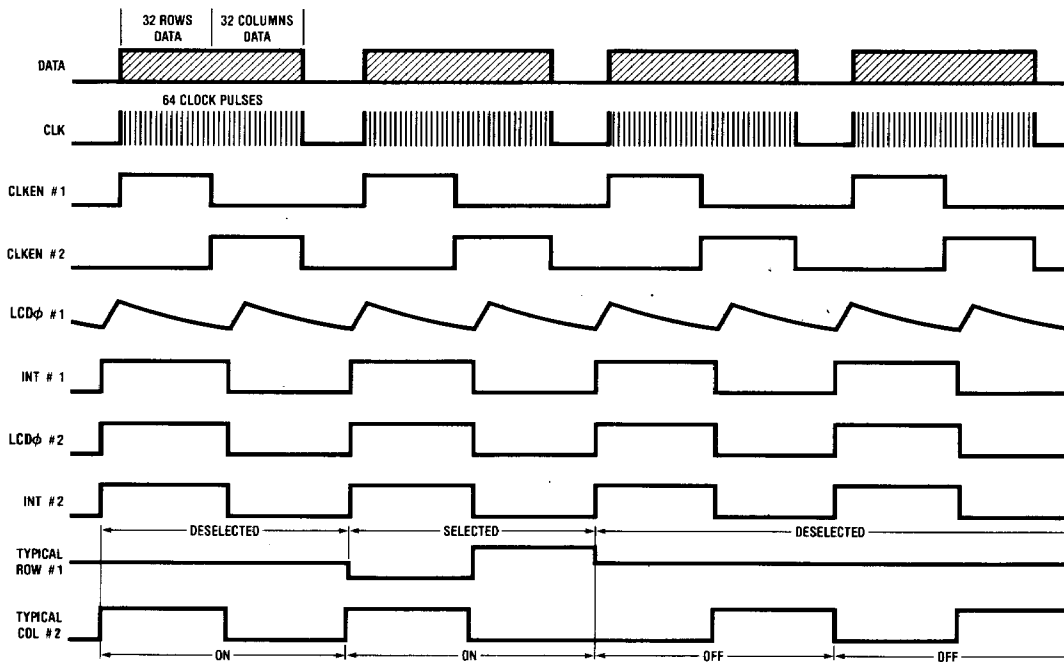 32 ROWS
DATA
32 COLUMNS
DATA
DATA
64 CLOCK PULSES
CLK
CLKEN #1
CLKEN #2
LCDϕ #1
INT # 1
LCDϕ #2
INT #2
DESELECTED
SELECTED
DESELECTED
TYPICAL
ROW #1
TYPICAL
COL #2
ON
ON
OFF
OFF